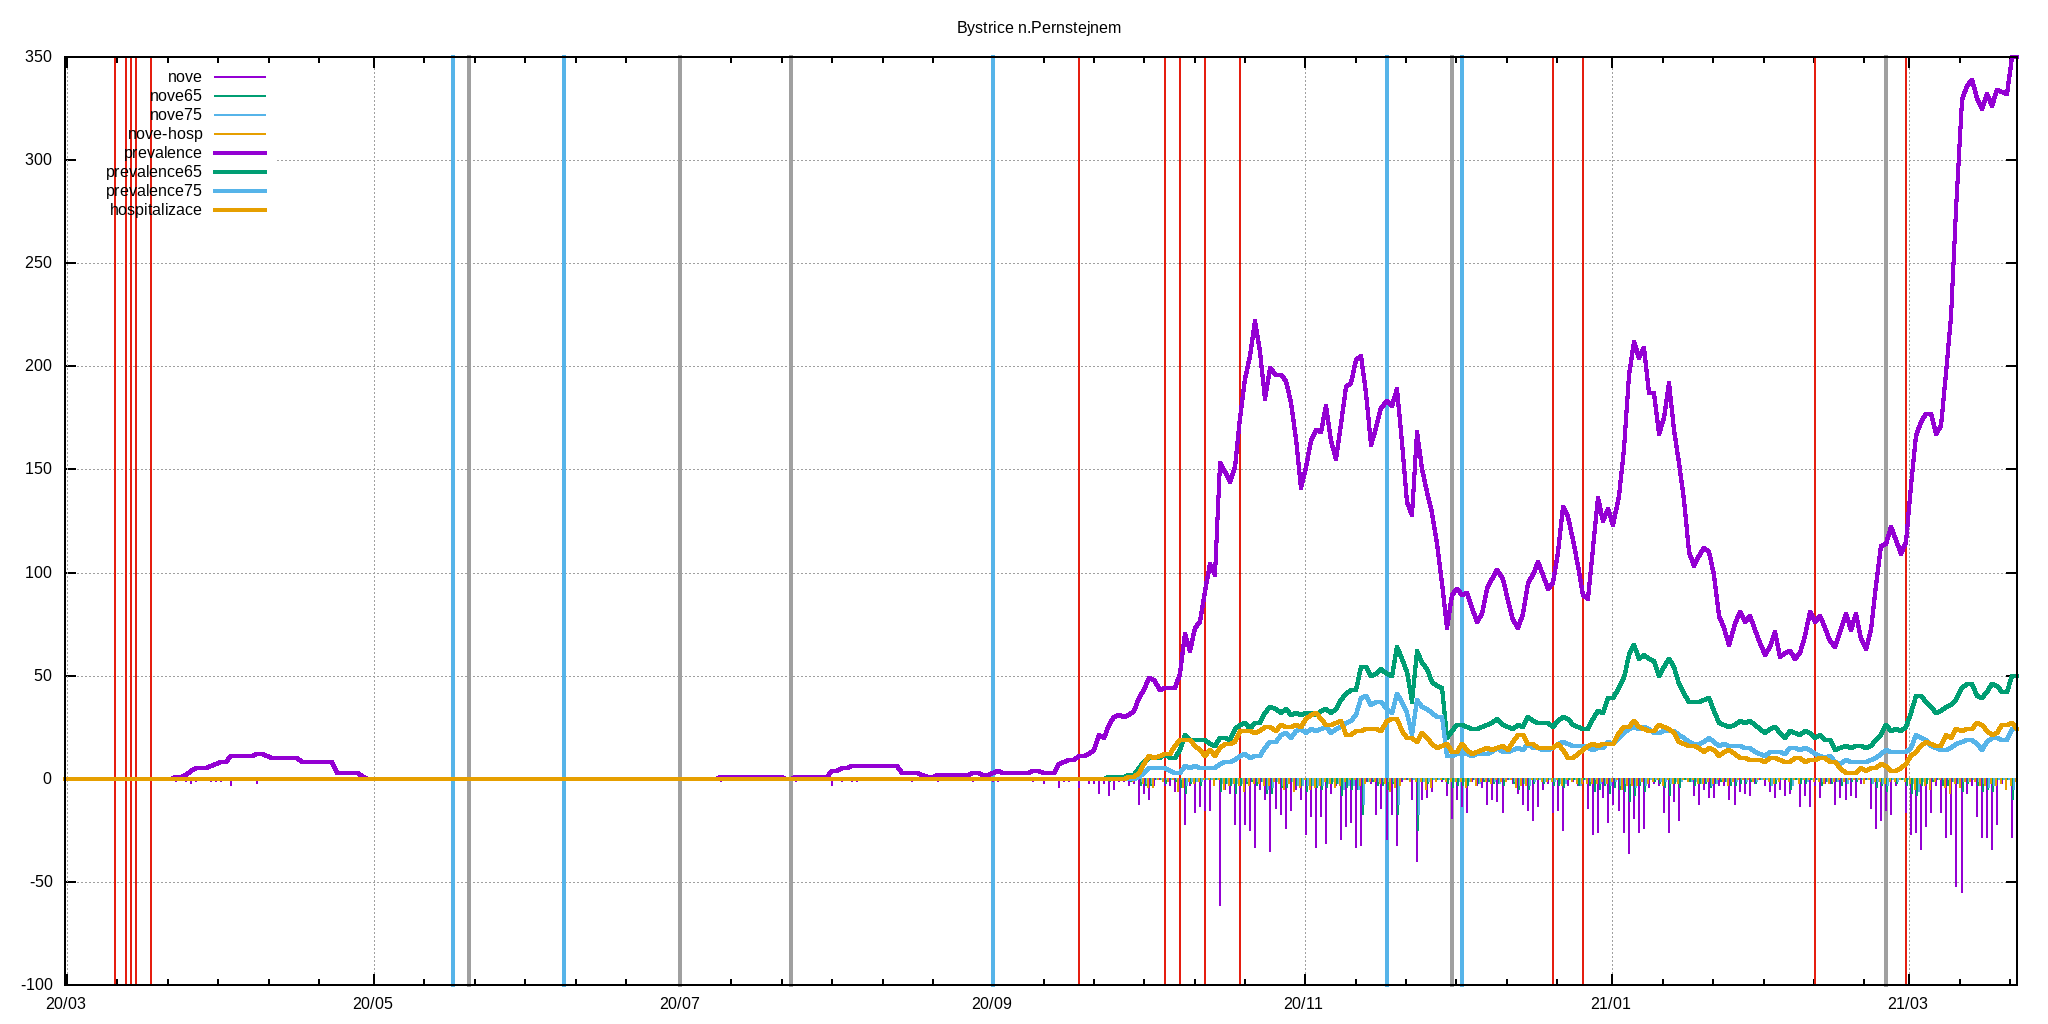 Bystrice n.Pernstejnem
350
300
250
200
150
100
50
0
-50
-100
nove
nove65
nove75
nove-hosp
prevalence
prevalence65
prevalence75
hospitalizace
20/03 20/05 20/07 20/09 20/11 21/01 21/03